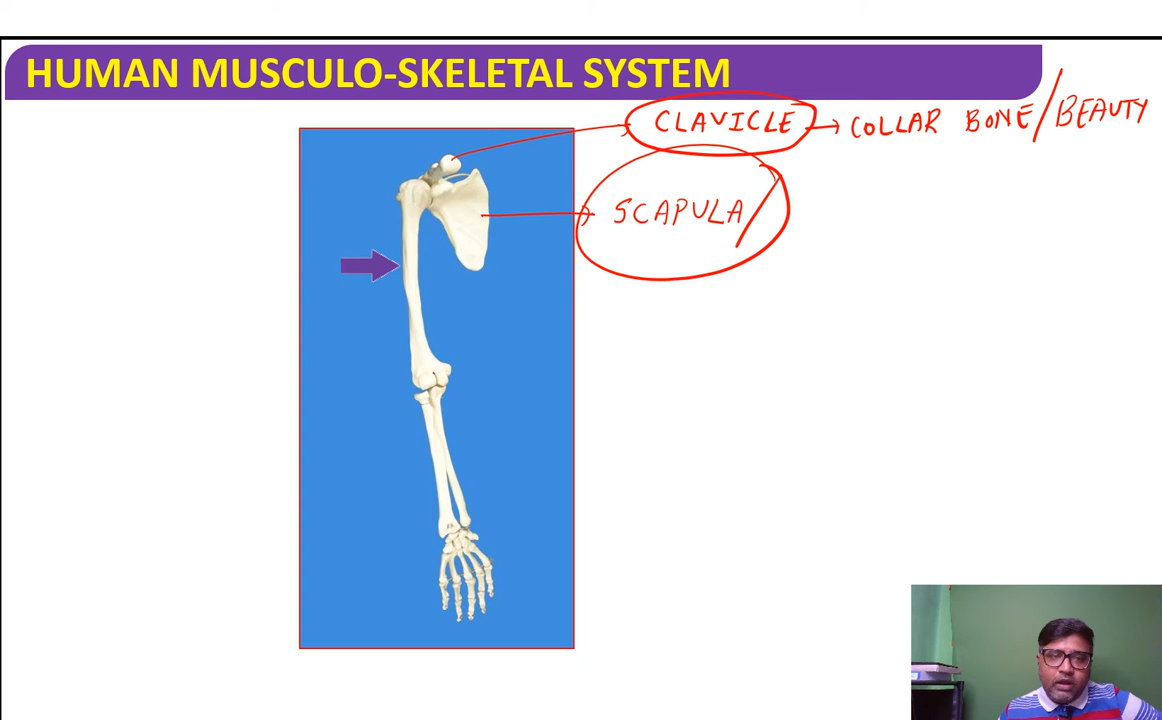 HUMAN MUSCULO-SKELETAL SYSTEM
CLAVICLE → COLLAR BONE/BEAUTY
SCAPULA/